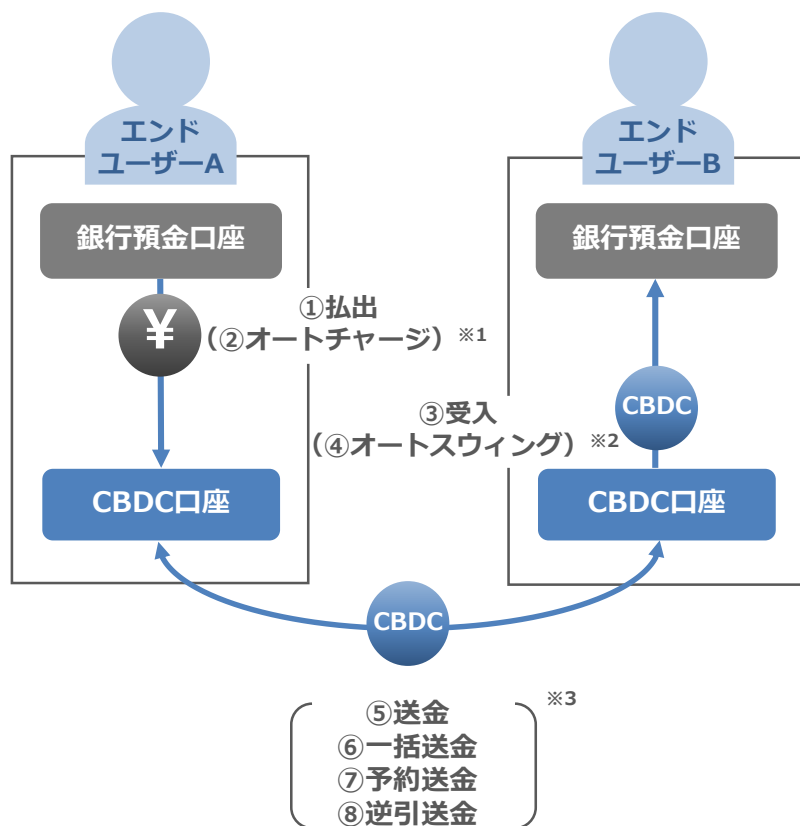 エンド
ユーザーA
エンド
ユーザーB
銀行預金口座
銀行預金口座
¥
①払出
（②オートチャージ）※1
③受入
（④オートスウィング）※2
CBDC
CBDC口座
CBDC口座
CBDC
※3
⑤送金
⑥一括送金
⑦予約送金
⑧逆引送金